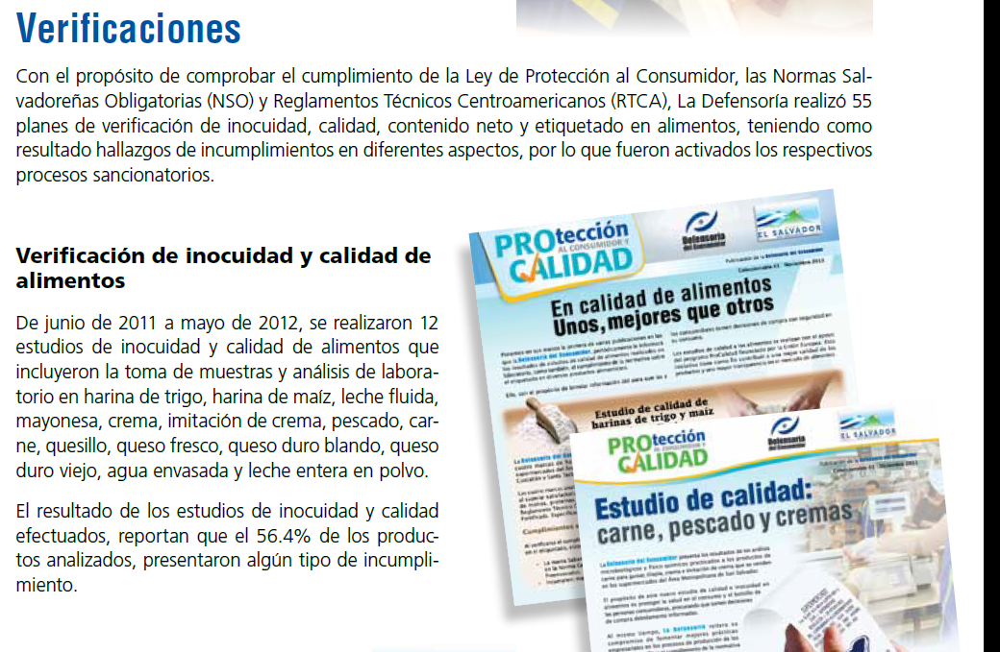 Verificaciones
Con el propósito de comprobar el cumplimiento de la Ley de Protección al Consumidor, las Normas Sal-
vadoreñas Obligatorias (NSO) y Reglamentos Técnicos Centroamericanos (RTCA), La Defensoría realizó 55
planes de verificación de inocuidad, calidad, contenido neto y etiquetado en alimentos, teniendo como
resultado hallazgos de incumplimientos en diferentes aspectos, por lo que fueron activados los respectivos
procesos sancionatorios.
Verificación de inocuidad y calidad de
alimentos
De junio de 2011 a mayo de 2012, se realizaron 12
estudios de inocuidad y calidad de alimentos que
incluyeron la toma de muestras y análisis de labora-
torio en harina de trigo, harina de maíz, leche fluida,
mayonesa, crema, imitación de crema, pescado, car-
ne, quesillo, queso fresco, queso duro blando, queso
duro viejo, agua envasada y leche entera en polvo.
El resultado de los estudios de inocuidad y calidad
efectuados, reportan que el 56.4% de los produc-
tos analizados, presentaron algún tipo de incumpli-
miento.
PROtección
AL CONSUMIDOR Y
CALIDAD
Defensoría
del Consumidor
EL SALVADOR
Publicación de la Defensoría del Consumidor
En calidad de alimentos
Unos, mejores que otros
Estudio de calidad de
harinas de trigo y maíz
PROtección
AL CONSUMIDOR Y
CALIDAD
Defensoría
del Consumidor
EL SALVADOR
Estudio de calidad:
carne, pescado y cremas